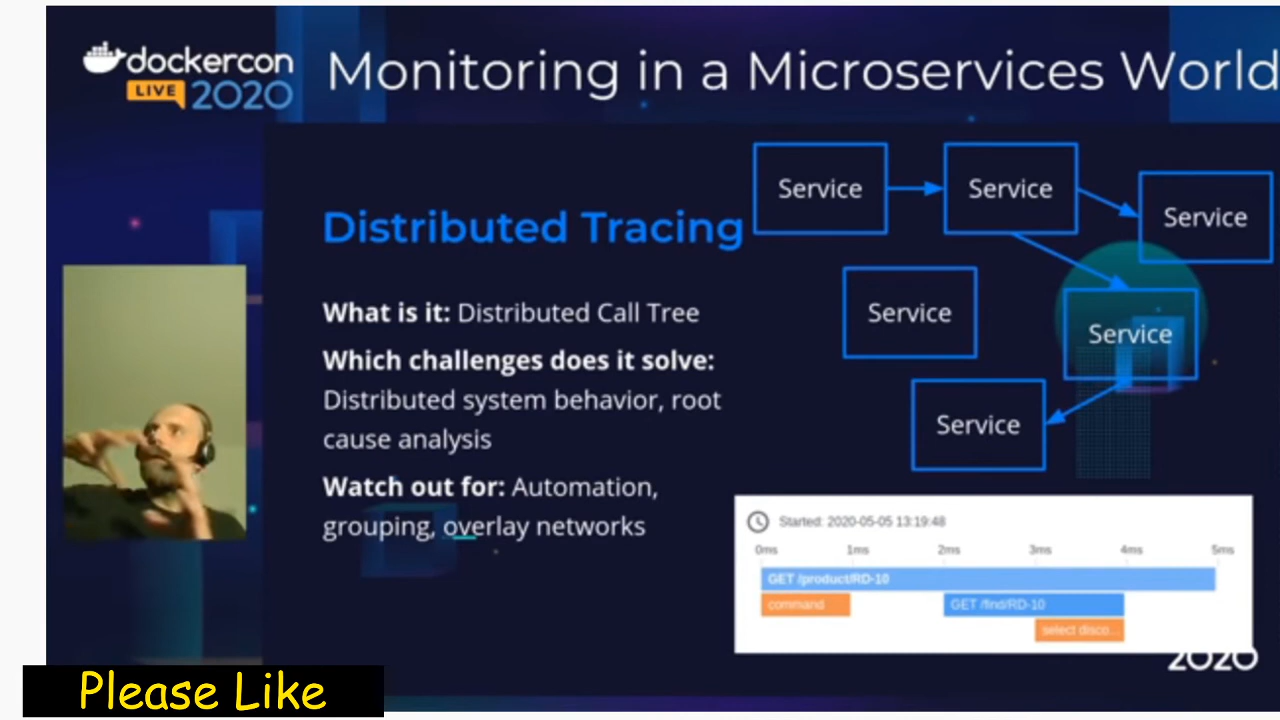 dockercon
LIVE 2020
Monitoring in a Microservices World
Distributed Tracing
What is it: Distributed Call Tree
Which challenges does it solve:
Distributed system behavior, root
cause analysis
Watch out for: Automation,
grouping, overlay networks
Service
Service
Service
Service
Service
Service
Started: 2020-05-05 13:19:48
0ms 1ms 2ms 3ms 4ms 5ms
GET /product/RD-10
command
GET /find/RD-10
select disco...
2020
Please Like